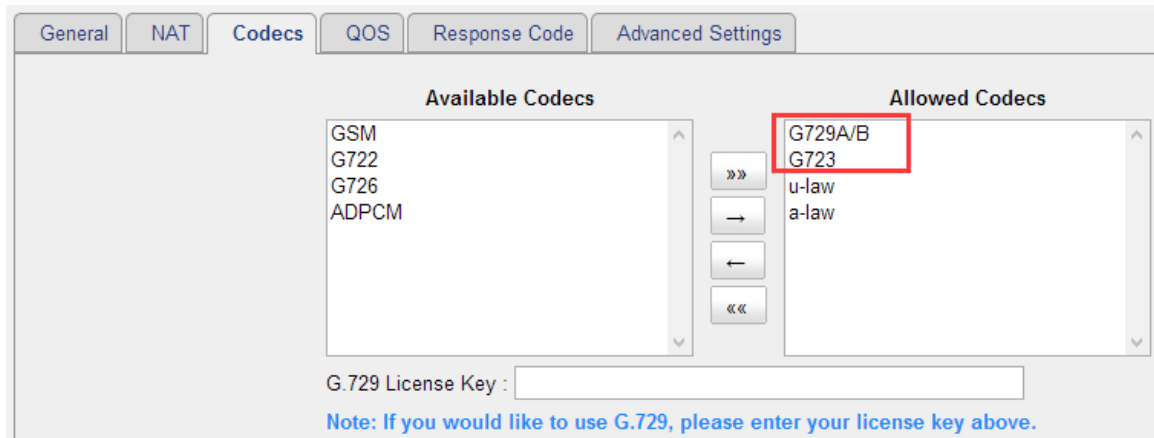 General NAT Codecs QOS Response Code Advanced Settings
Available Codecs Allowed Codecs
GSM
G722
G726
ADPCM
»»
→
←
««
G729A/B
G723
u-law
a-law
G.729 License Key :
Note: If you would like to use G.729, please enter your license key above.